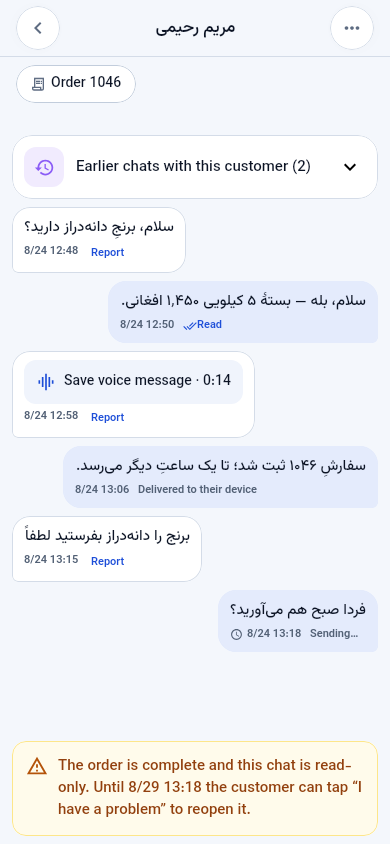 مریم رحیمی
Order 1046
Earlier chats with this customer (2)
سلام، برنجِ دانه‌دراز دارید؟
8/24 12:48 Report
سلام، بله — بستهٔ ۵ کیلویی ۱,۴۵۰ افغانی.
8/24 12:50 Read
Save voice message · 0:14
8/24 12:58 Report
سفارشِ ۱۰۴۶ ثبت شد؛ تا یک ساعتِ دیگر می‌رسد.
8/24 13:06 Delivered to their device
برنج را دانه‌دراز بفرستید لطفاً
8/24 13:15 Report
فردا صبح هم می‌آورید؟
8/24 13:18 Sending…
The order is complete and this chat is read-
only. Until 8/29 13:18 the customer can tap “I
have a problem” to reopen it.